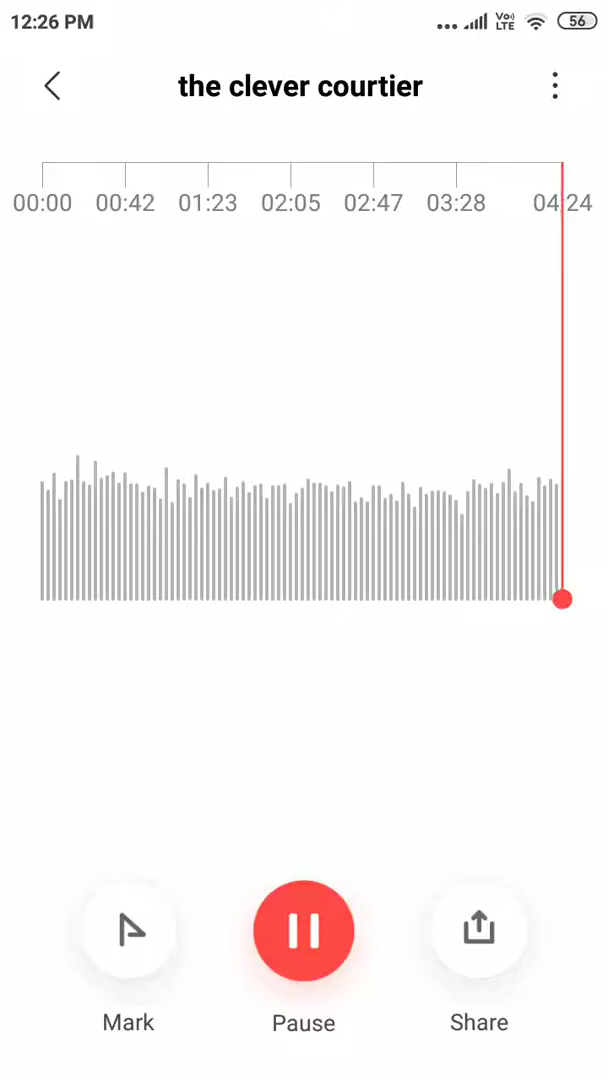 12:26 PM
Vo)) LTE
56
the clever courtier
00:00 00:42 01:23 02:05 02:47 03:28 04:24
Mark Pause Share